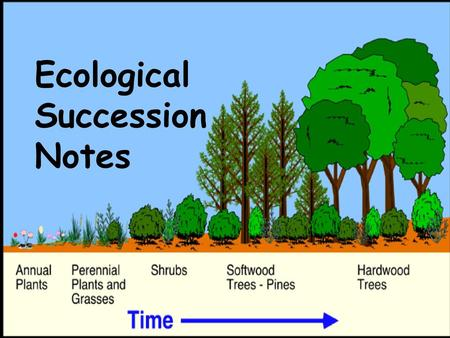 Ecological
Succession
Notes
Annual
Plants
Perennial
Plants and
Grasses
Shrubs
Softwood
Trees - Pines
Hardwood
Trees
Time